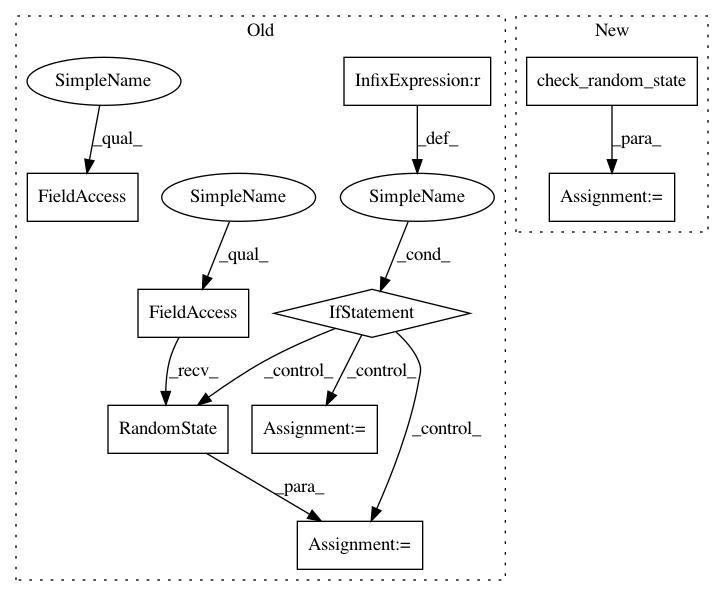 Old
New
SimpleName
InfixExpression:r
check_random_state
_qual_
_def_
_para_
FieldAccess
SimpleName
SimpleName
Assignment:=
_qual_
_cond_
FieldAccess
IfStatement
_recv_
_control_
_control_
_control_
RandomState
Assignment:=
_para_
Assignment:=